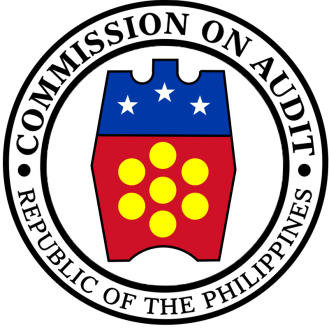 COMMISSION ON AUDIT
REPUBLIC OF THE PHILIPPINES